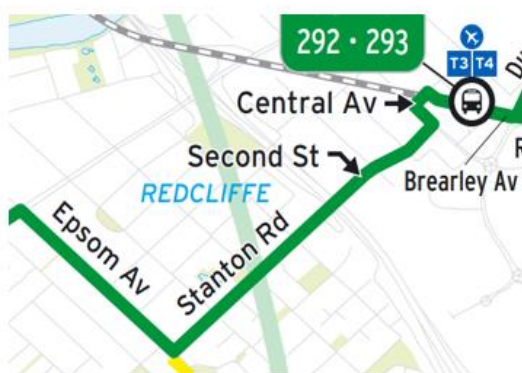 292 • 293
T3 T4
Central Av
Second St
Brearley Av
REDCLIFFE
Epsom Av
Stanton Rd